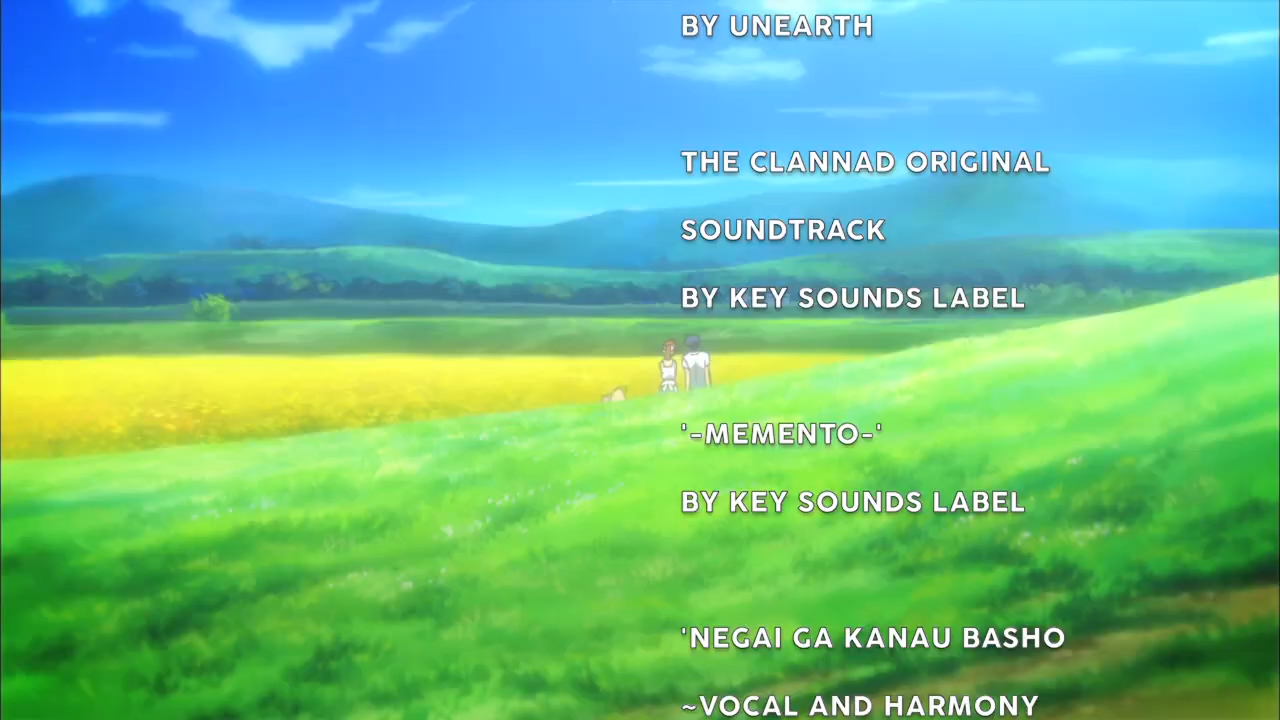 BY UNEARTH
THE CLANNAD ORIGINAL
SOUNDTRACK
BY KEY SOUNDS LABEL
'-MEMENTO-'
BY KEY SOUNDS LABEL
'NEGAI GA KANAU BASHO
~VOCAL AND HARMONY